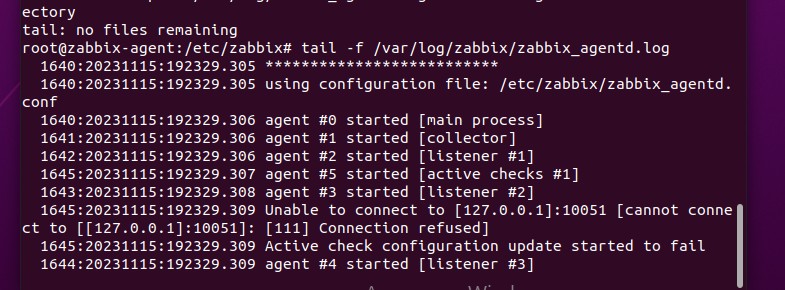 ectory
tail: no files remaining
root@zabbix-agent:/etc/zabbix# tail -f /var/log/zabbix/zabbix_agentd.log
  1640:20231115:192329.305 **************************
  1640:20231115:192329.305 using configuration file: /etc/zabbix/zabbix_agentd.
conf
  1640:20231115:192329.306 agent #0 started [main process]
  1641:20231115:192329.306 agent #1 started [collector]
  1642:20231115:192329.306 agent #2 started [listener #1]
  1645:20231115:192329.307 agent #5 started [active checks #1]
  1643:20231115:192329.308 agent #3 started [listener #2]
  1645:20231115:192329.309 Unable to connect to [127.0.0.1]:10051 [cannot conne
ct to [[127.0.0.1]:10051]: [111] Connection refused]
  1645:20231115:192329.309 Active check configuration update started to fail
  1644:20231115:192329.309 agent #4 started [listener #3]